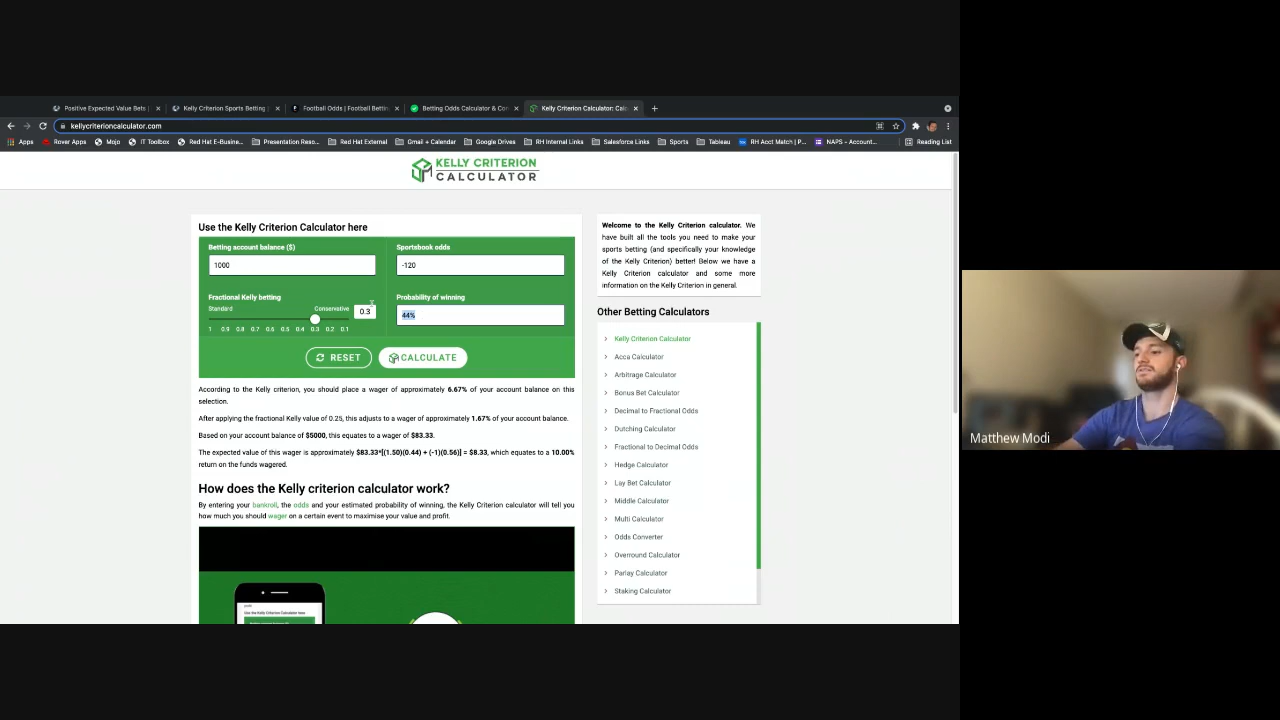 Positive Expected Value Bets |
Kelly Criterion Sports Betting |
Football Odds | Football Bettin
Betting Odds Calculator & Con
Kelly Criterion Calculator: Calc
kellycriterioncalculator.com
Apps
Rover Apps
Mojo
IT Toolbox
Red Hat E-Busine...
Presentation Reso...
Red Hat External
Gmail + Calendar
Google Drives
RH Internal Links
Salesforce Links
Sports
Tableau
RH Acct Match | P...
NAPS - Account...
Reading List
KELLY CRITERION
CALCULATOR
Use the Kelly Criterion Calculator here
Betting account balance ($)
Sportsbook odds
1000
-120
Fractional Kelly betting
Probability of winning
Standard
Conservative
0.3
44%
1 0.9 0.8 0.7 0.6 0.5 0.4 0.3 0.2 0.1
RESET
CALCULATE
According to the Kelly criterion, you should place a wager of approximately 6.67% of your account balance on this
selection.
After applying the fractional Kelly value of 0.25, this adjusts to a wager of approximately 1.67% of your account balance.
Based on your account balance of $5000, this equates to a wager of $83.33.
The expected value of this wager is approximately $83.33*[(1.50)(0.44) + (-1)(0.56)] = $8.33, which equates to a 10.00%
return on the funds wagered.
How does the Kelly criterion calculator work?
By entering your bankroll, the odds and your estimated probability of winning, the Kelly Criterion calculator will tell you
how much you should wager on a certain event to maximise your value and profit.
Use the Kelly Criterion Calculator here
Welcome to the Kelly Criterion calculator. We
have built all the tools you need to make your
sports betting (and specifically your knowledge
of the Kelly Criterion) better! Below we have a
Kelly Criterion calculator and some more
information on the Kelly Criterion in general.
Other Betting Calculators
Kelly Criterion Calculator
Acca Calculator
Arbitrage Calculator
Bonus Bet Calculator
Decimal to Fractional Odds
Dutching Calculator
Fractional to Decimal Odds
Hedge Calculator
Lay Bet Calculator
Middle Calculator
Multi Calculator
Odds Converter
Overround Calculator
Parlay Calculator
Staking Calculator
Matthew Modi